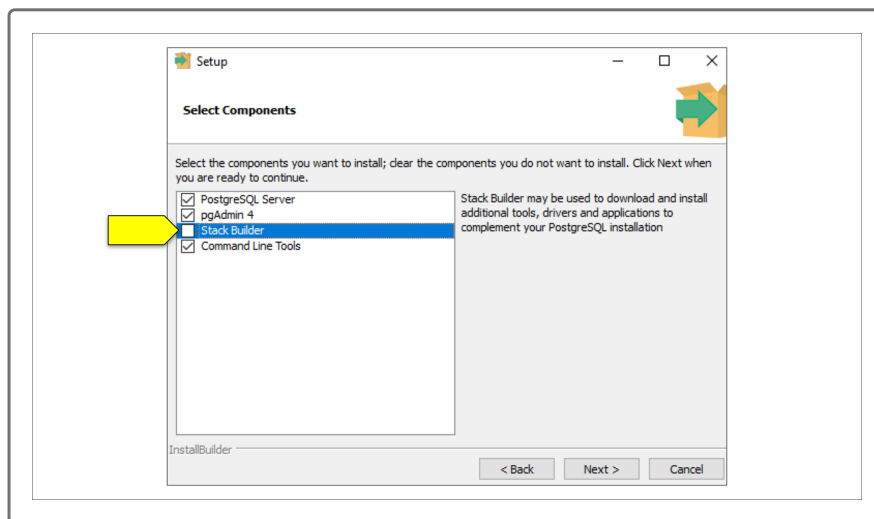 Setup
Select Components
Select the components you want to install; clear the components you do not want to install. Click Next when
you are ready to continue.
PostgreSQL Server
pgAdmin 4
Stack Builder
Command Line Tools
Stack Builder may be used to download and install
additional tools, drivers and applications to
complement your PostgreSQL installation
InstallBuilder
< Back
Next >
Cancel